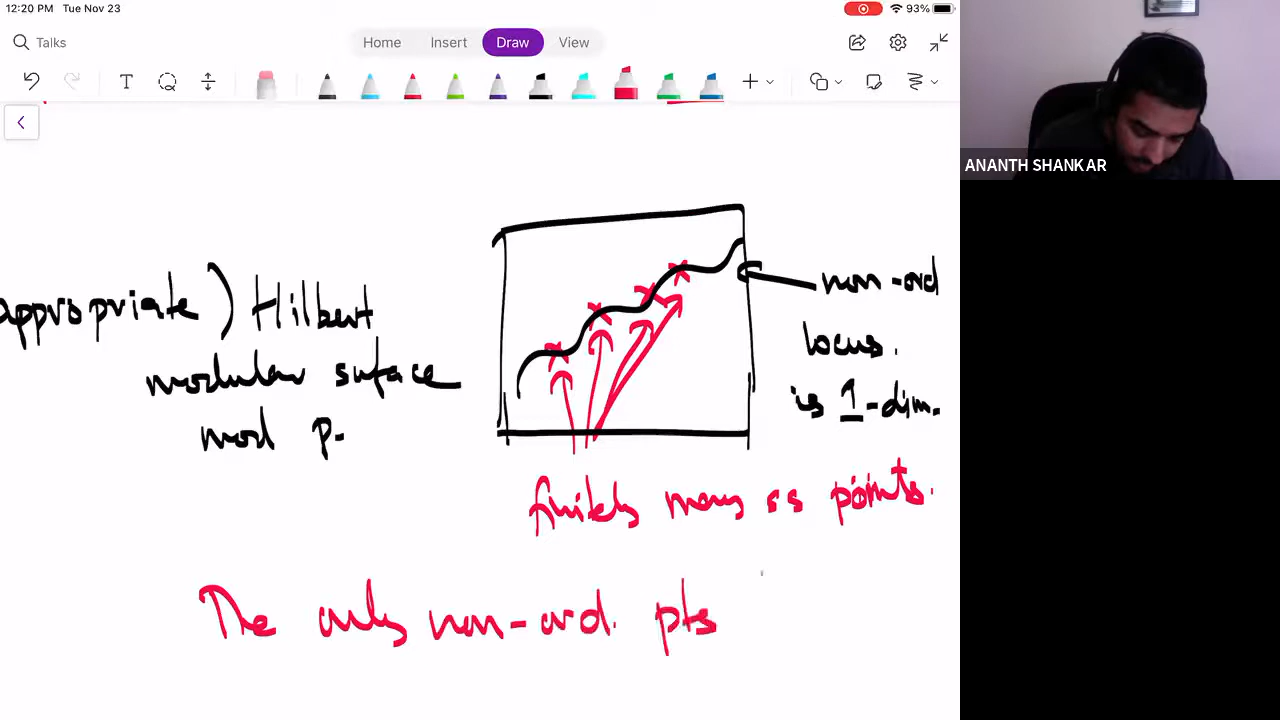 12:20 PM Tue Nov 23
93%
Talks
Home Insert Draw View
ANANTH SHANKAR
appropriate) Hilbert
modular surface
mod p.
non-ord
locus.
is 1-dim.
finitely many ss points.
The only non-ord. pts